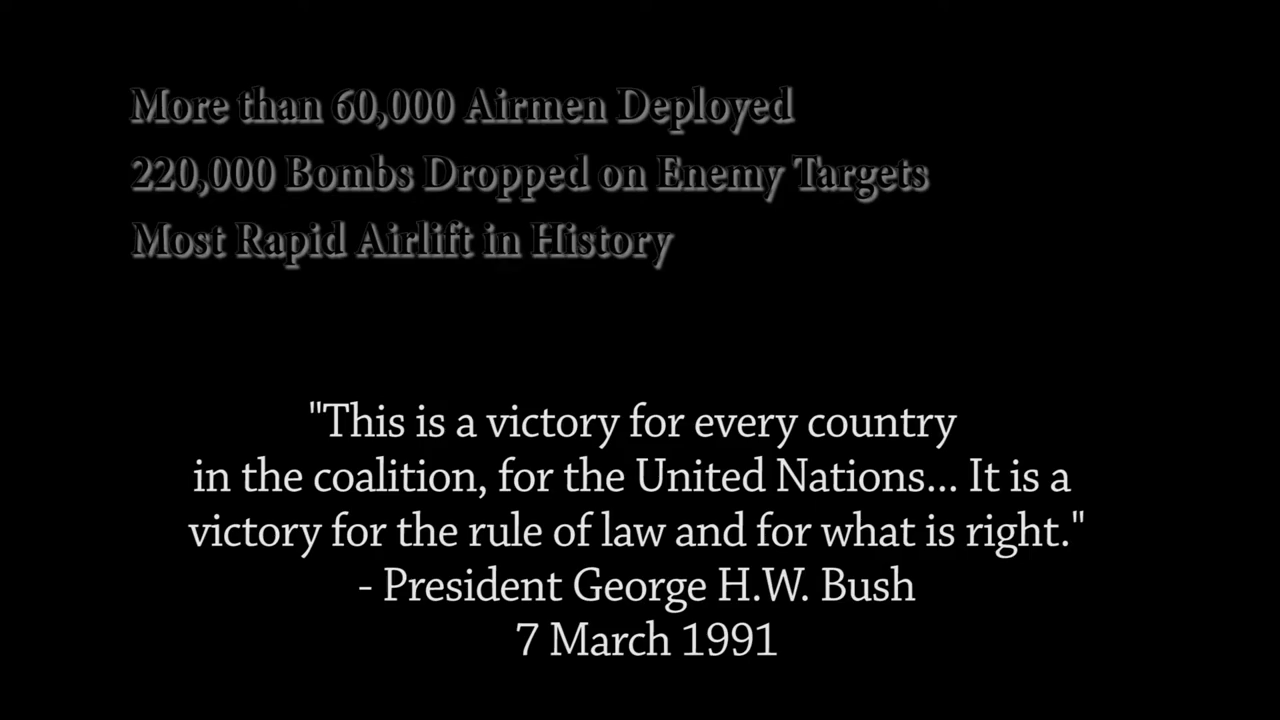 More than 60,000 Airmen Deployed
220,000 Bombs Dropped on Enemy Targets
Most Rapid Airlift in History
"This is a victory for every country
in the coalition, for the United Nations... It is a
victory for the rule of law and for what is right."
- President George H.W. Bush
7 March 1991